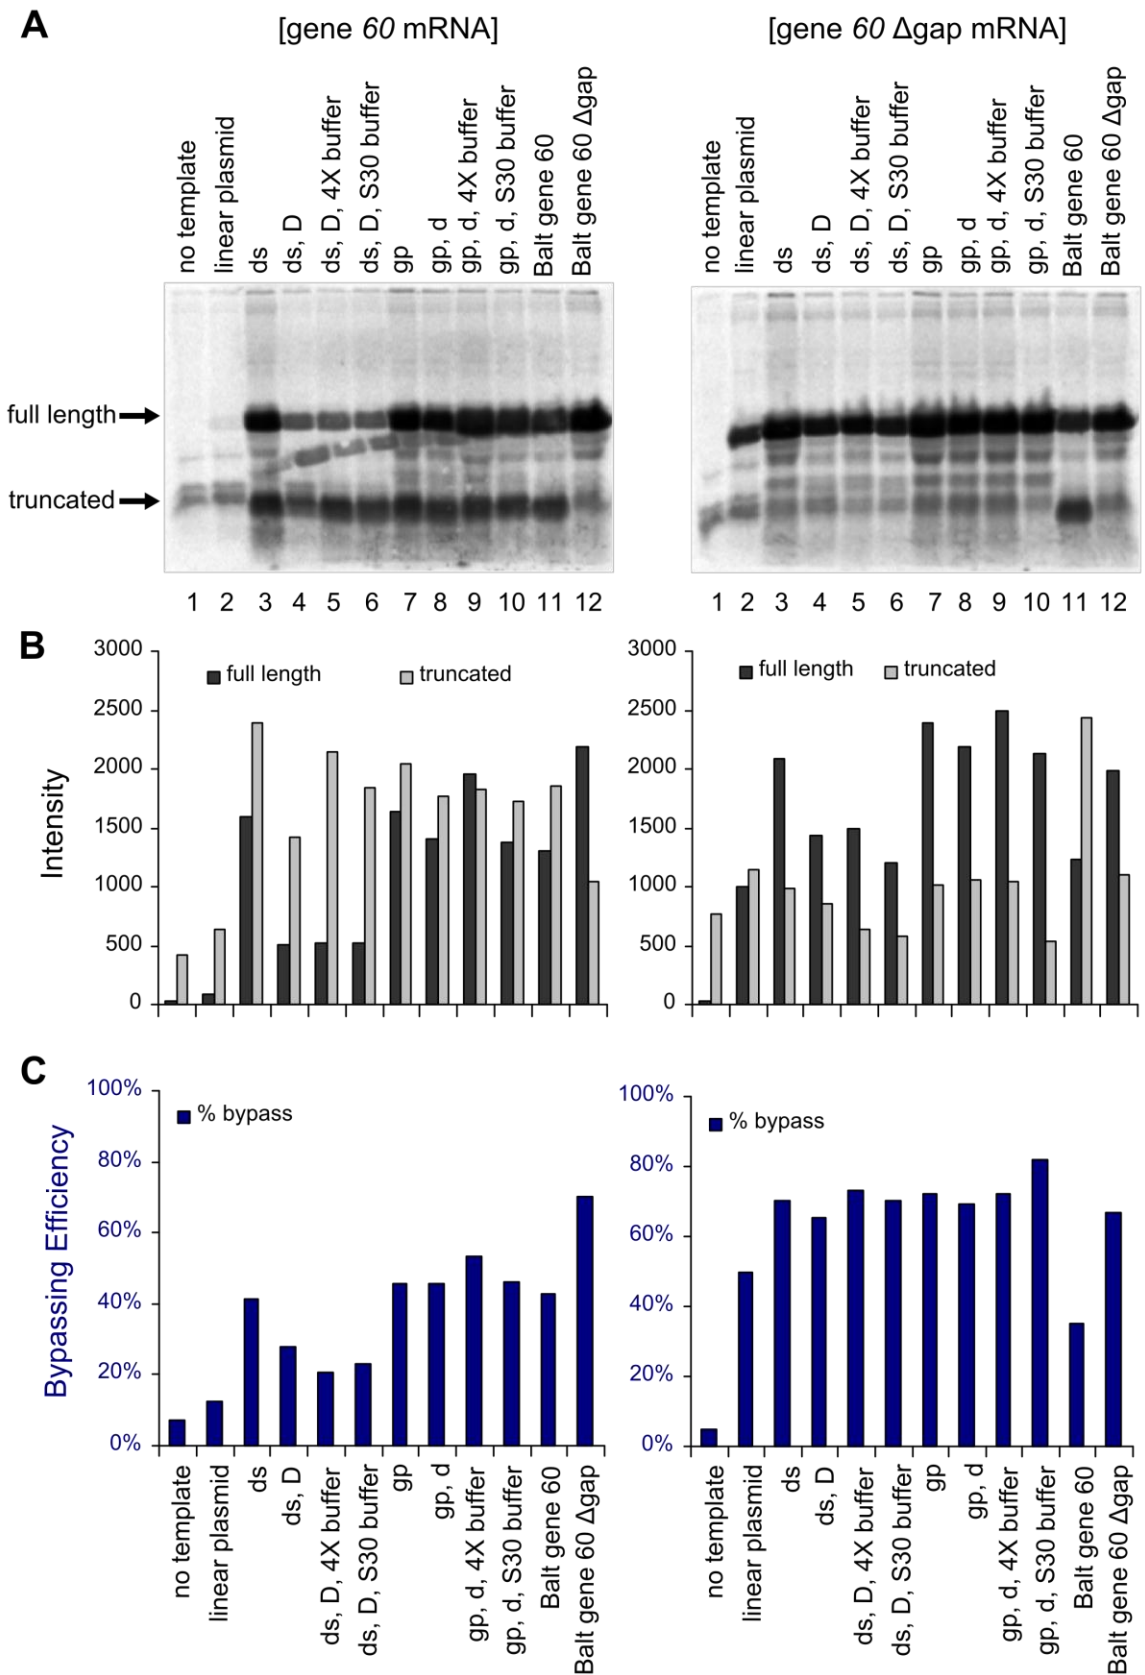 A
[gene 60 mRNA]
[gene 60 Δgap mRNA]
no template
linear plasmid
ds
ds, D
ds, D, 4X buffer
ds, D, S30 buffer
gp
gp, d
gp, d, 4X buffer
gp, d, S30 buffer
Balt gene 60
Balt gene 60 Δgap
no template
linear plasmid
ds
ds, D
ds, D, 4X buffer
ds, D, S30 buffer
gp
gp, d
gp, d, 4X buffer
gp, d, S30 buffer
Balt gene 60
Balt gene 60 Δgap
full length
truncated
1 2 3 4 5 6 7 8 9 10 11 12
1 2 3 4 5 6 7 8 9 10 11 12
B
Intensity
3000
2500
2000
1500
1000
500
0
full length
truncated
3000
2500
2000
1500
1000
500
0
full length
truncated
C
Bypassing Efficiency
100%
80%
60%
40%
20%
0%
% bypass
100%
80%
60%
40%
20%
0%
% bypass
no template
linear plasmid
ds
ds, D
ds, D, 4X buffer
ds, D, S30 buffer
gp
gp, d
gp, d, 4X buffer
gp, d, S30 buffer
Balt gene 60
Balt gene 60 Δgap
no template
linear plasmid
ds
ds, D
ds, D, 4X buffer
ds, D, S30 buffer
gp
gp, d
gp, d, 4X buffer
gp, d, S30 buffer
Balt gene 60
Balt gene 60 Δgap